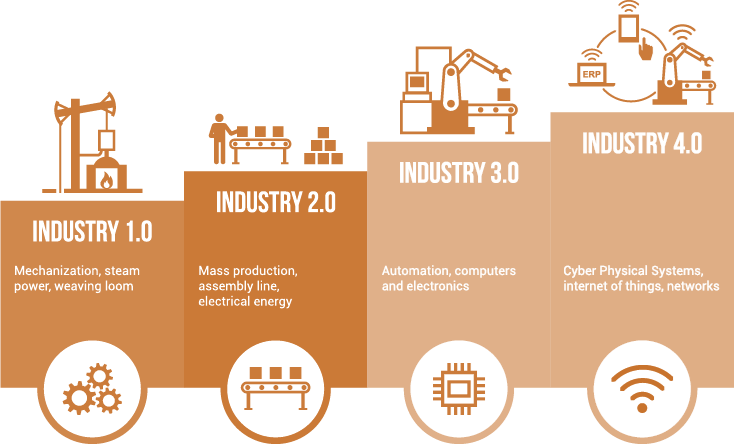 ERP
INDUSTRY 1.0
Mechanization, steam
power, weaving loom
INDUSTRY 2.0
Mass production,
assembly line,
electrical energy
INDUSTRY 3.0
Automation, computers
and electronics
INDUSTRY 4.0
Cyber Physical Systems,
internet of things, networks